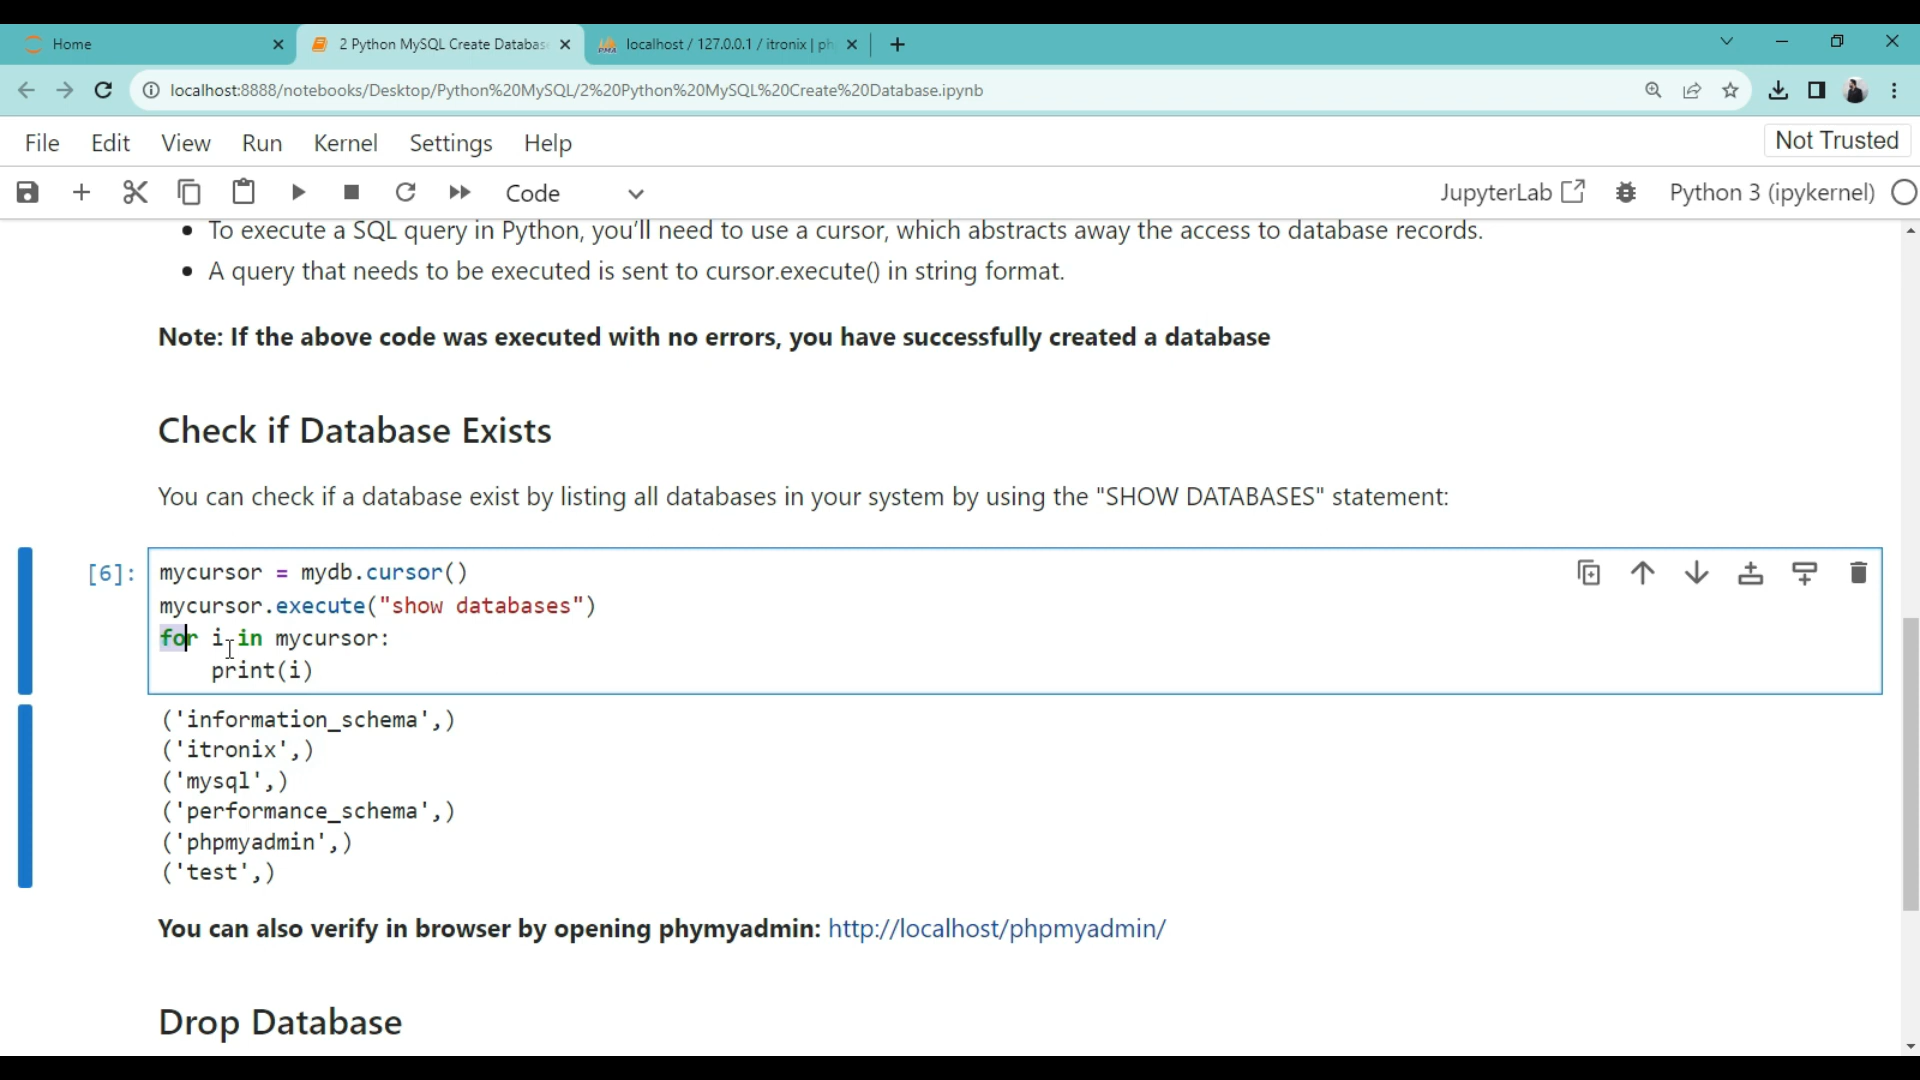 Home
2 Python MySQL Create Databas
localhost / 127.0.0.1 / itronix | ph
localhost:8888/notebooks/Desktop/Python%20MySQL/2%20Python%20MySQL%20Create%20Database.ipynb
File Edit View Run Kernel Settings Help
Not Trusted
Code
JupyterLab
Python 3 (ipykernel)
• To execute a SQL query in Python, you'll need to use a cursor, which abstracts away the access to database records.
• A query that needs to be executed is sent to cursor.execute() in string format.
Note: If the above code was executed with no errors, you have successfully created a database
Check if Database Exists
You can check if a database exist by listing all databases in your system by using the "SHOW DATABASES" statement:
[6]: mycursor = mydb.cursor()
mycursor.execute("show databases")
for i in mycursor:
    print(i)
('information_schema',)
('itronix',)
('mysql',)
('performance_schema',)
('phpmyadmin',)
('test',)
You can also verify in browser by opening phymyadmin: http://localhost/phpmyadmin/
Drop Database